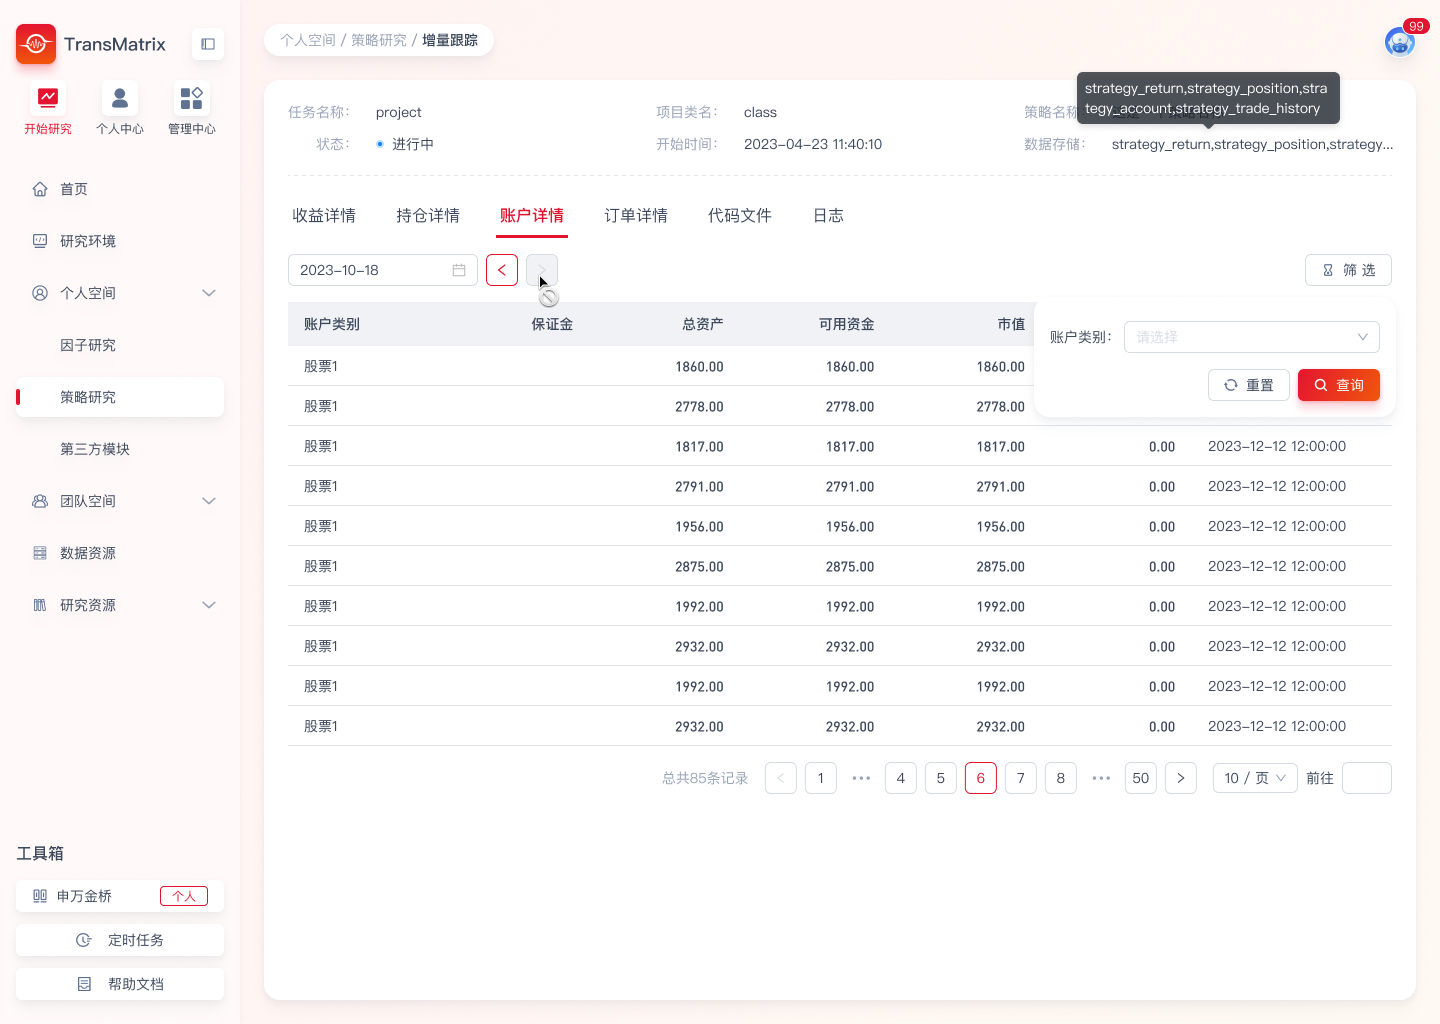 TransMatrix
开始研究
个人中心
管理中心
首页
研究环境
个人空间
因子研究
策略研究
第三方模块
团队空间
数据资源
研究资源
工具箱
申万金桥 个人
定时任务
帮助文档
个人空间 / 策略研究 / 增量跟踪
99
任务名称： project
项目类名： class
策略名称
strategy_return,strategy_position,stra
tegy_account,strategy_trade_history
状态： 进行中
开始时间： 2023-04-23 11:40:10
数据存储： strategy_return,strategy_position,strategy...
收益详情 持仓详情 账户详情 订单详情 代码文件 日志
2023-10-18
筛 选
账户类别 保证金 总资产 可用资金 市值
账户类别： 请选择
重置 查询
股票1 1860.00 1860.00 1860.00
股票1 2778.00 2778.00 2778.00
股票1 1817.00 1817.00 1817.00 0.00 2023-12-12 12:00:00
股票1 2791.00 2791.00 2791.00 0.00 2023-12-12 12:00:00
股票1 1956.00 1956.00 1956.00 0.00 2023-12-12 12:00:00
股票1 2875.00 2875.00 2875.00 0.00 2023-12-12 12:00:00
股票1 1992.00 1992.00 1992.00 0.00 2023-12-12 12:00:00
股票1 2932.00 2932.00 2932.00 0.00 2023-12-12 12:00:00
股票1 1992.00 1992.00 1992.00 0.00 2023-12-12 12:00:00
股票1 2932.00 2932.00 2932.00 0.00 2023-12-12 12:00:00
总共85条记录 1 ••• 4 5 6 7 8 ••• 50 10 / 页 前往